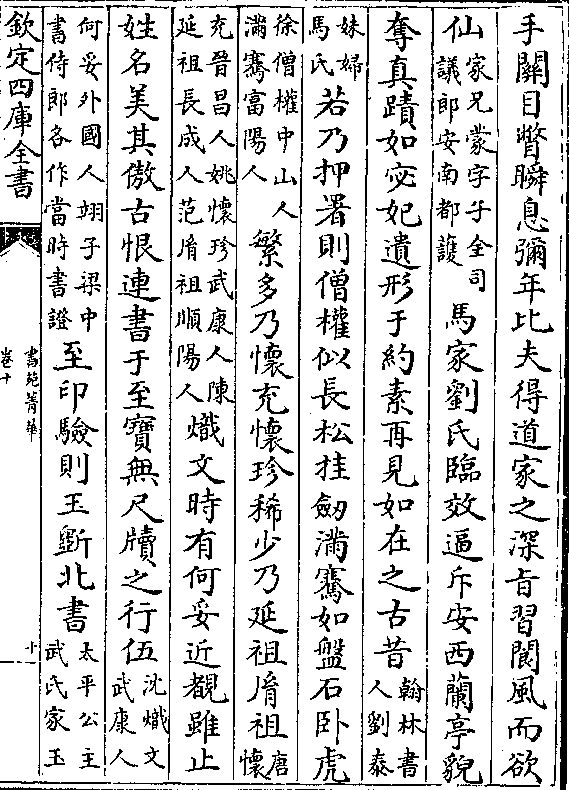 手闗目瞥瞬息彌年比夫得道家之深㫖習閬風而欲
仙家兄蒙字子全司議郎安南都護馬家劉氏臨效逼斥安西蘭亭貌
奪真蹟如宓妃遺形于約素再見如在之古昔翰林書人劉泰
妹婦馬氏若乃押署則僧權似長松挂劒滿騫如盤石卧虎
徐僧權中山人滿騫富陽人繁多乃懷充懷珍稀少乃延祖㣧祖唐懷
充晉昌人姚懷珍武康人陳延祖長成人范㣧祖順陽人熾文時有何妥近覩雖止
姓名美其倣古恨連書于至寶無尺牘之行伍沈熾文武康人
何妥外國人翊子梁中書侍郎各作當時書證至印驗則玉斵北書太平公主武氏家玉
欽定四庫全書
書苑菁華
卷十
十